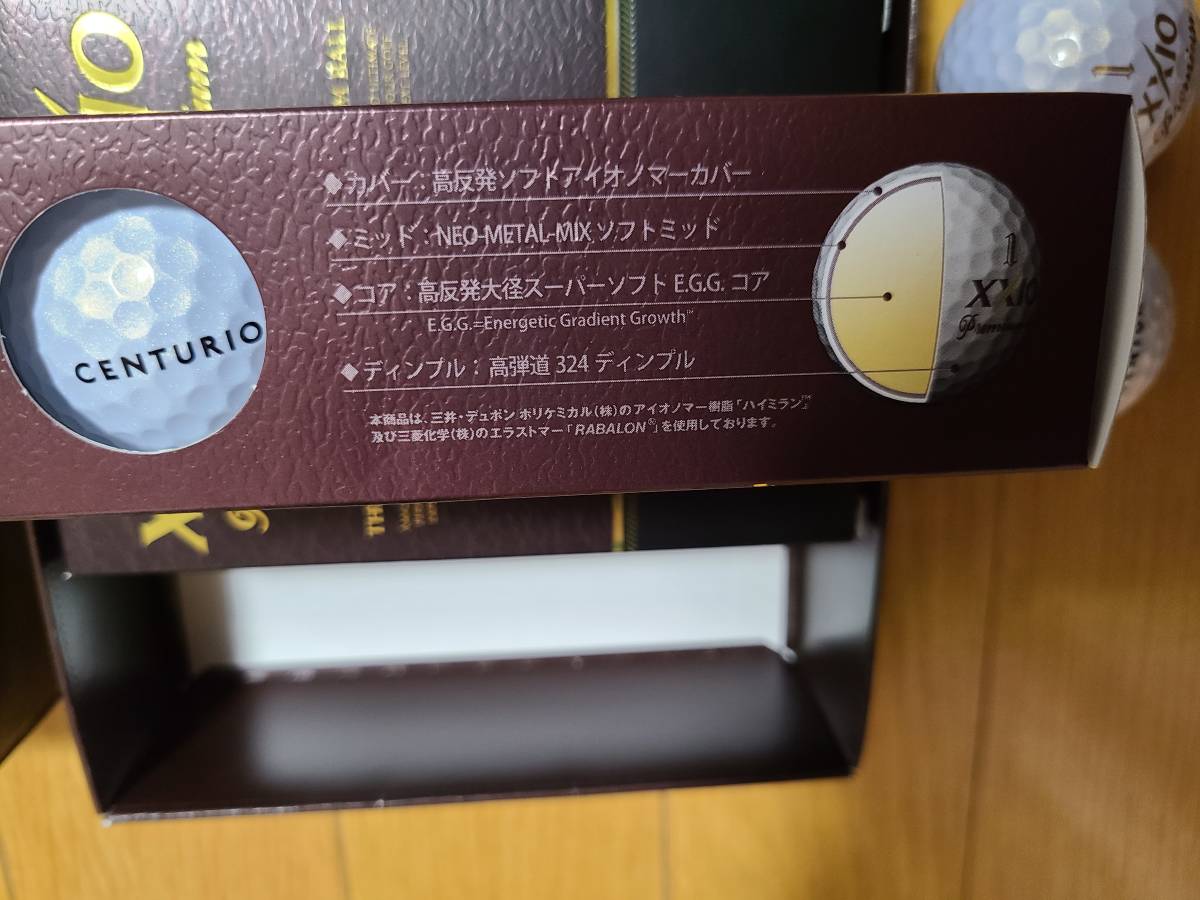 XIO
◆カバー：高反発ソフトアイオノマーカバー
◆ミッド：NEO-METAL-MIX ソフトミッド
◆コア：高反発大径スーパーソフト E.G.G. コア
E.G.G.=Energetic Gradient Growth™
◆ディンプル：高弾道 324 ディンプル
本商品は、三井・デュポン ポリケミカル（株）のアイオノマー樹脂「ハイミラン」™
及び三菱化学（株）のエラストマー「RABALON®」を使用しております。
CENTURIO
1
XXIO
1
XXIO